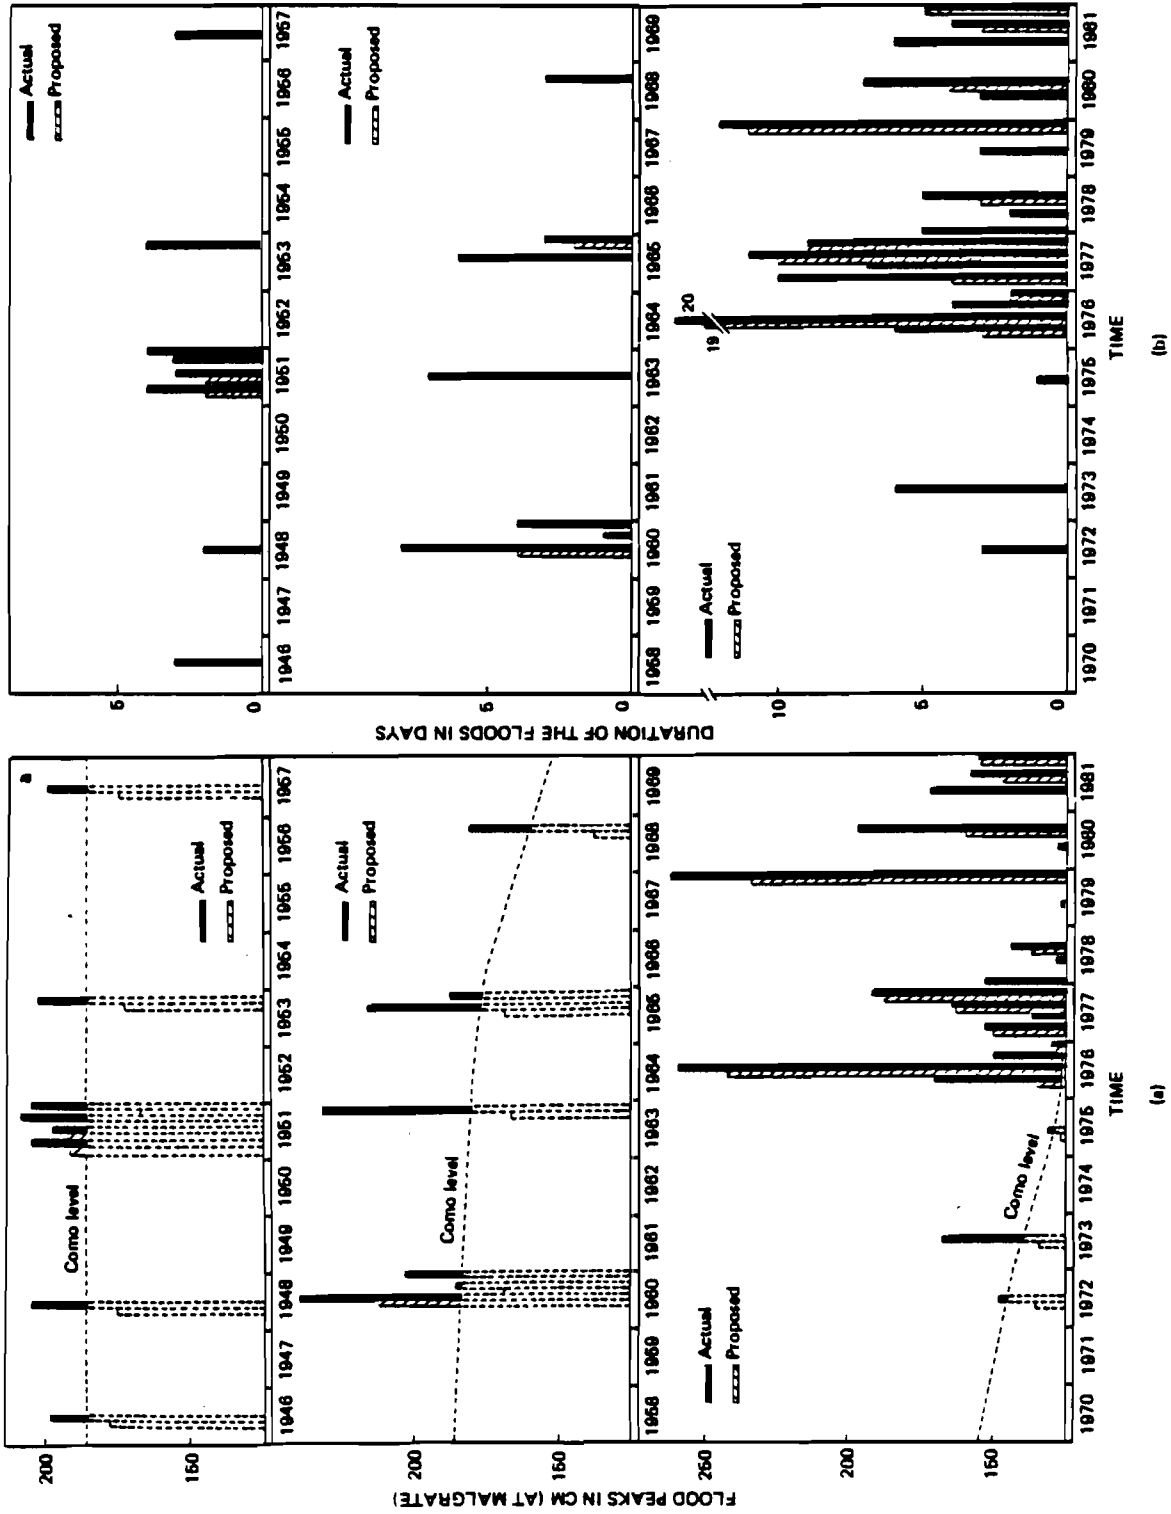 a
200
150
Actual
Proposed
Como level
1946 1947 1948 1949 1950 1951 1952 1953 1954 1955 1956 1957
200
150
Actual
Proposed
Como level
1958 1959 1960 1961 1962 1963 1964 1965 1966 1967 1968 1969
250
200
150
Actual
Proposed
Como level
1970 1971 1972 1973 1974 1975 1976 1977 1978 1979 1980 1981
FLOOD PEAKS IN CM (AT MALGRATE)
TIME
(a)
5
0
Actual
Proposed
1946 1947 1948 1949 1950 1951 1952 1953 1954 1955 1956 1957
5
0
Actual
Proposed
1958 1959 1960 1961 1962 1963 1964 1965 1966 1967 1968 1969
10
5
0
Actual
Proposed
19
20
1970 1971 1972 1973 1974 1975 1976 1977 1978 1979 1980 1981
DURATION OF THE FLOODS IN DAYS
TIME
(b)